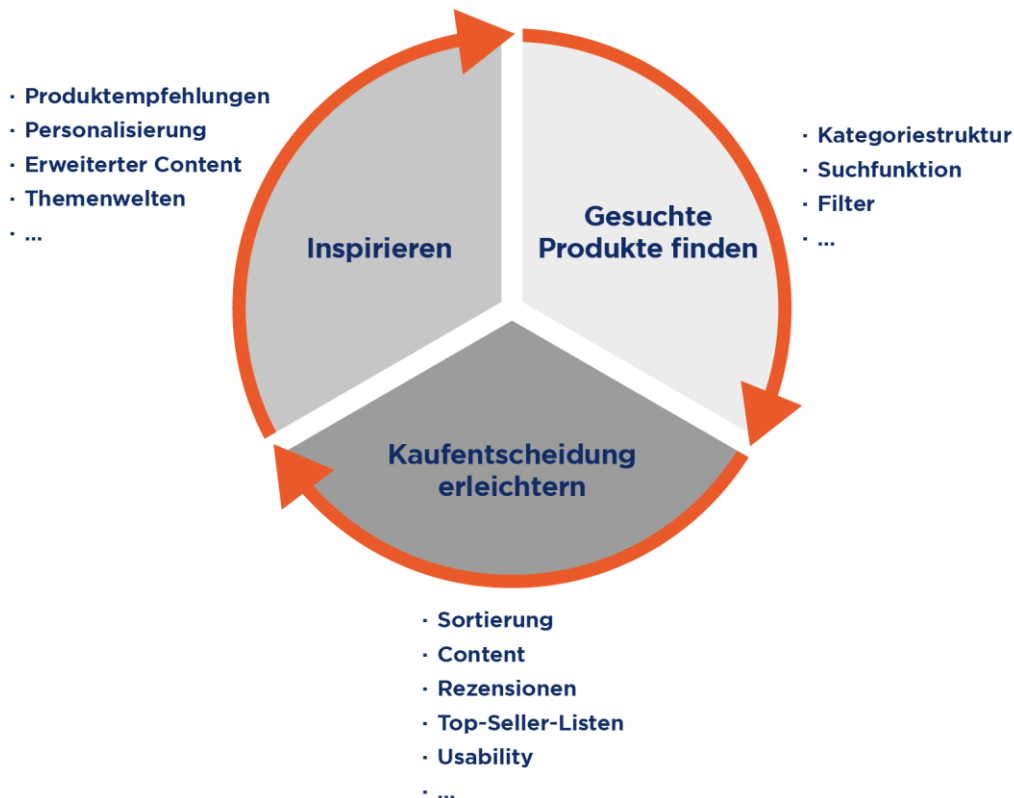 · Produktempfehlungen
· Personalisierung
· Erweiterter Content
· Themenwelten
· ...
Inspirieren
Gesuchte
Produkte finden
· Kategoriestruktur
· Suchfunktion
· Filter
· ...
Kaufentscheidung
erleichtern
· Sortierung
· Content
· Rezensionen
· Top-Seller-Listen
· Usability
· ...